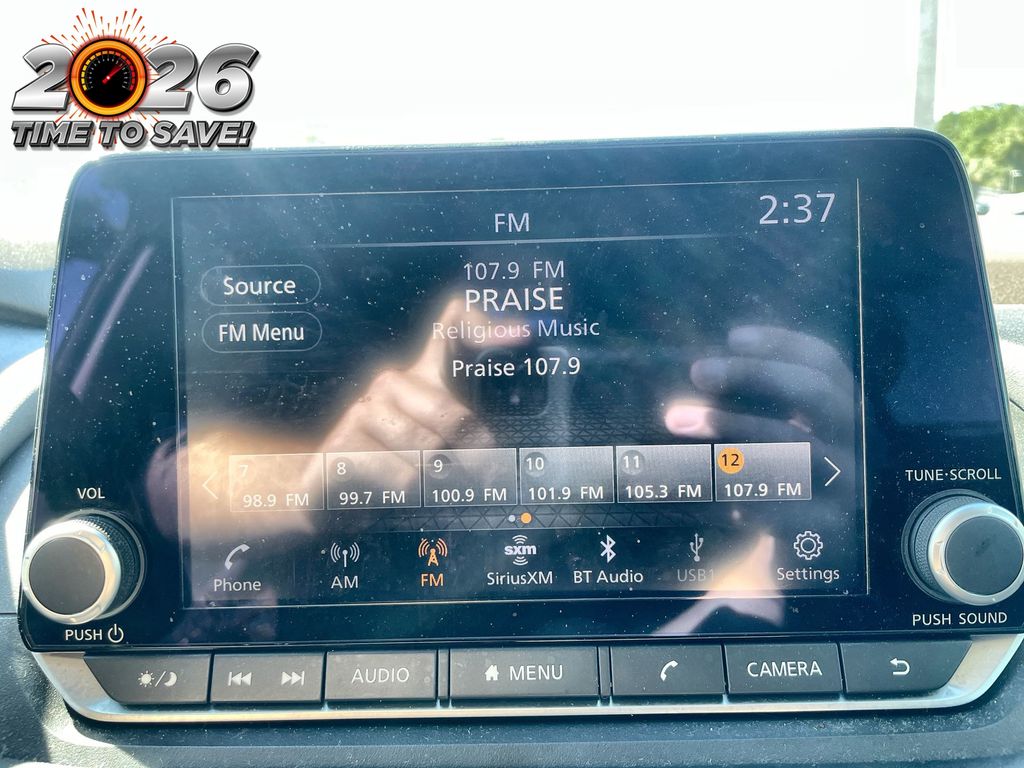 2026
TIME TO SAVE!
FM
2:37
107.9 FM
PRAISE
Religious Music
Praise 107.9
Source
FM Menu
7
98.9 FM
8
99.7 FM
9
100.9 FM
10
101.9 FM
11
105.3 FM
12
107.9 FM
Phone
AM
FM
sxm
SiriusXM
BT Audio
USB1
Settings
VOL
PUSH
TUNE·SCROLL
PUSH SOUND
AUDIO
MENU
CAMERA